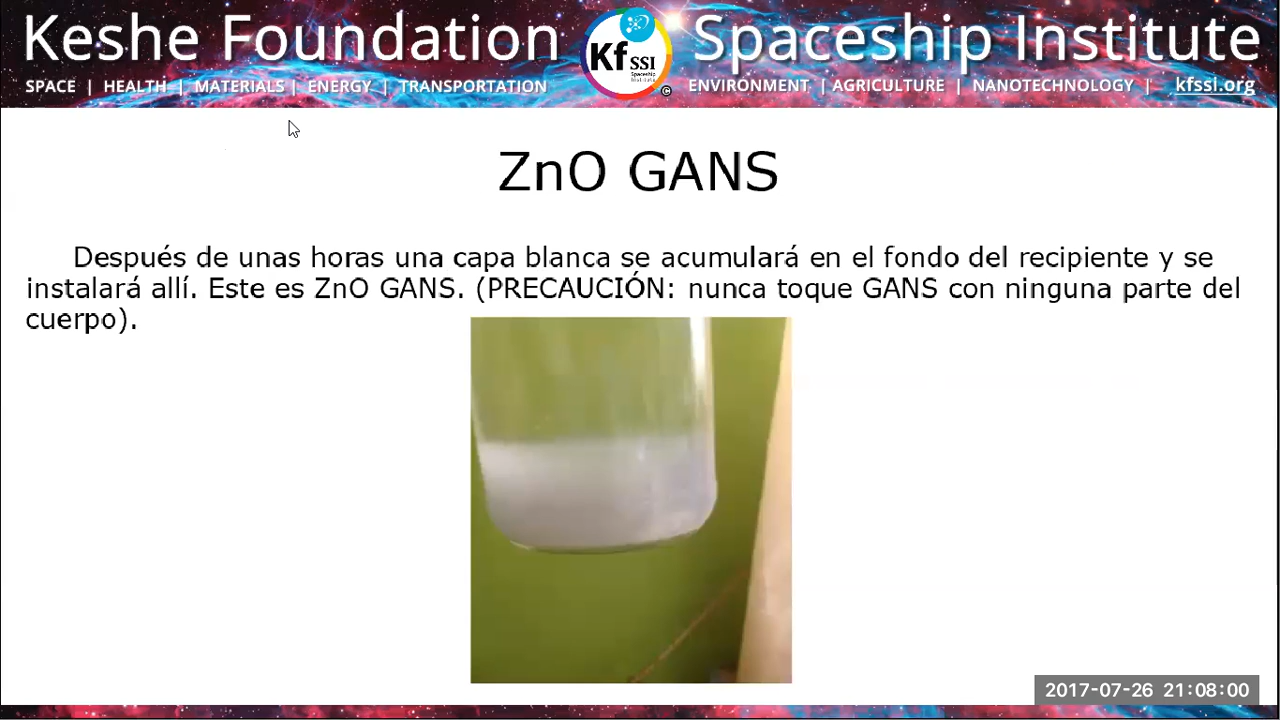 Keshe Foundation Kf SSI Spaceship Institute © Spaceship Institute
SPACE | HEALTH | MATERIALS | ENERGY | TRANSPORTATION ENVIRONMENT | AGRICULTURE | NANOTECHNOLOGY | kfssi.org
ZnO GANS
Después de unas horas una capa blanca se acumulará en el fondo del recipiente y se
instalará allí. Este es ZnO GANS. (PRECAUCIÓN: nunca toque GANS con ninguna parte del
cuerpo).
2017-07-26 21:08:00